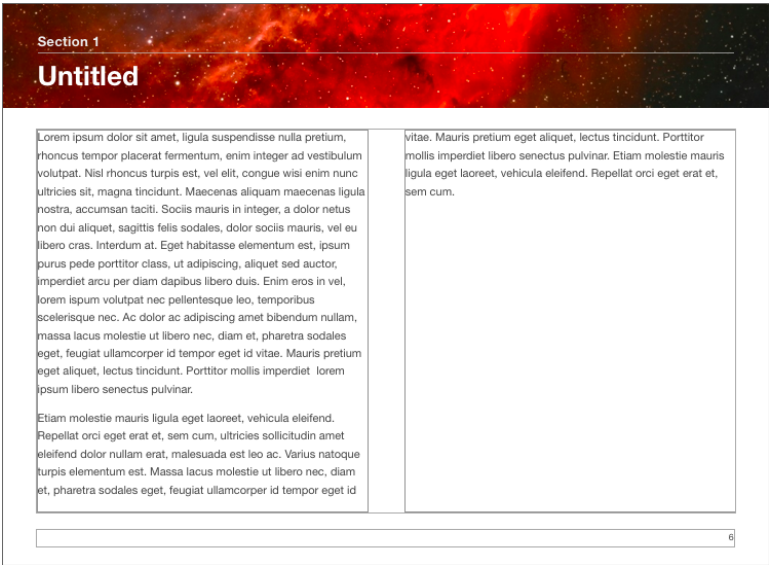 Section 1
Untitled
Lorem ipsum dolor sit amet, ligula suspendisse nulla pretium,
rhoncus tempor placerat fermentum, enim integer ad vestibulum
volutpat. Nisl rhoncus turpis est, vel elit, congue wisi enim nunc
ultricies sit, magna tincidunt. Maecenas aliquam maecenas ligula
nostra, accumsan taciti. Sociis mauris in integer, a dolor netus
non dui aliquet, sagittis felis sodales, dolor sociis mauris, vel eu
libero cras. Interdum at. Eget habitasse elementum est, ipsum
purus pede porttitor class, ut adipiscing, aliquet sed auctor,
imperdiet arcu per diam dapibus libero duis. Enim eros in vel,
lorem ispum volutpat nec pellentesque leo, temporibus
scelerisque nec. Ac dolor ac adipiscing amet bibendum nullam,
massa lacus molestie ut libero nec, diam et, pharetra sodales
eget, feugiat ullamcorper id tempor eget id vitae. Mauris pretium
eget aliquet, lectus tincidunt. Porttitor mollis imperdiet  lorem
ipsum libero senectus pulvinar.
Etiam molestie mauris ligula eget laoreet, vehicula eleifend.
Repellat orci eget erat et, sem cum, ultricies sollicitudin amet
eleifend dolor nullam erat, malesuada est leo ac. Varius natoque
turpis elementum est. Massa lacus molestie ut libero nec, diam
et, pharetra sodales eget, feugiat ullamcorper id tempor eget id
vitae. Mauris pretium eget aliquet, lectus tincidunt. Porttitor
mollis imperdiet libero senectus pulvinar. Etiam molestie mauris
ligula eget laoreet, vehicula eleifend. Repellat orci eget erat et,
sem cum.
6